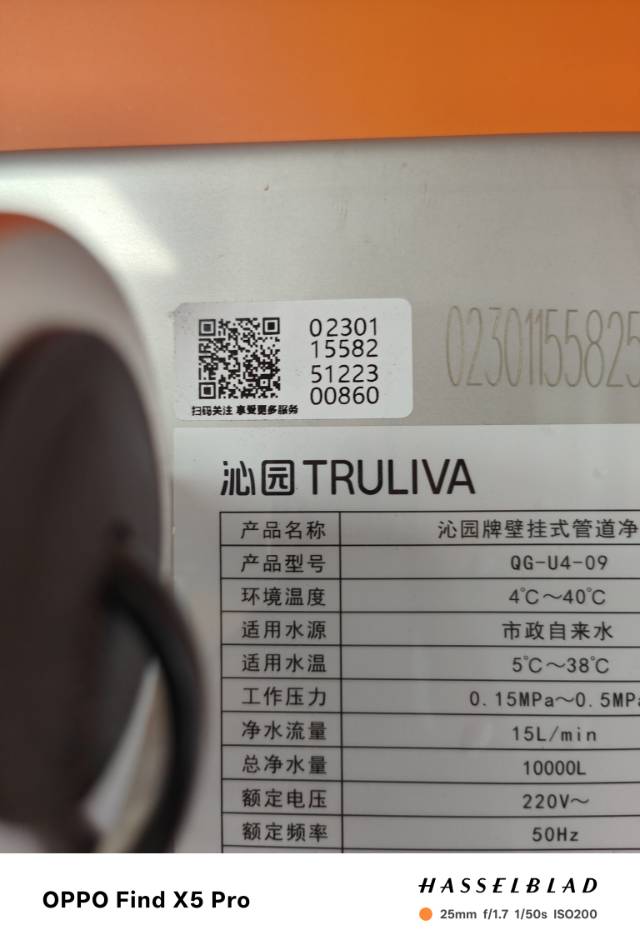 02301
15582
51223
00860
扫码关注 享受更多服务
0230115582
沁园TRULIVA
产品名称 沁园牌壁挂式管道净
产品型号 QG-U4-09
环境温度 4℃～40℃
适用水源 市政自来水
适用水温 5℃～38℃
工作压力 0.15MPa～0.5MPa
净水流量 15L/min
总净水量 10000L
额定电压 220V～
额定频率 50Hz
OPPO Find X5 Pro
HASSELBLAD
25mm f/1.7 1/50s ISO200